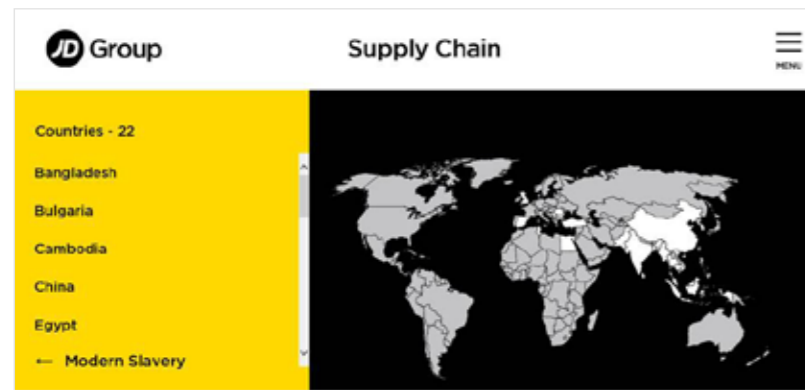 JD Group
Supply Chain
MENU
Countries - 22
Bangladesh
Bulgaria
Cambodia
China
Egypt
← Modern Slavery